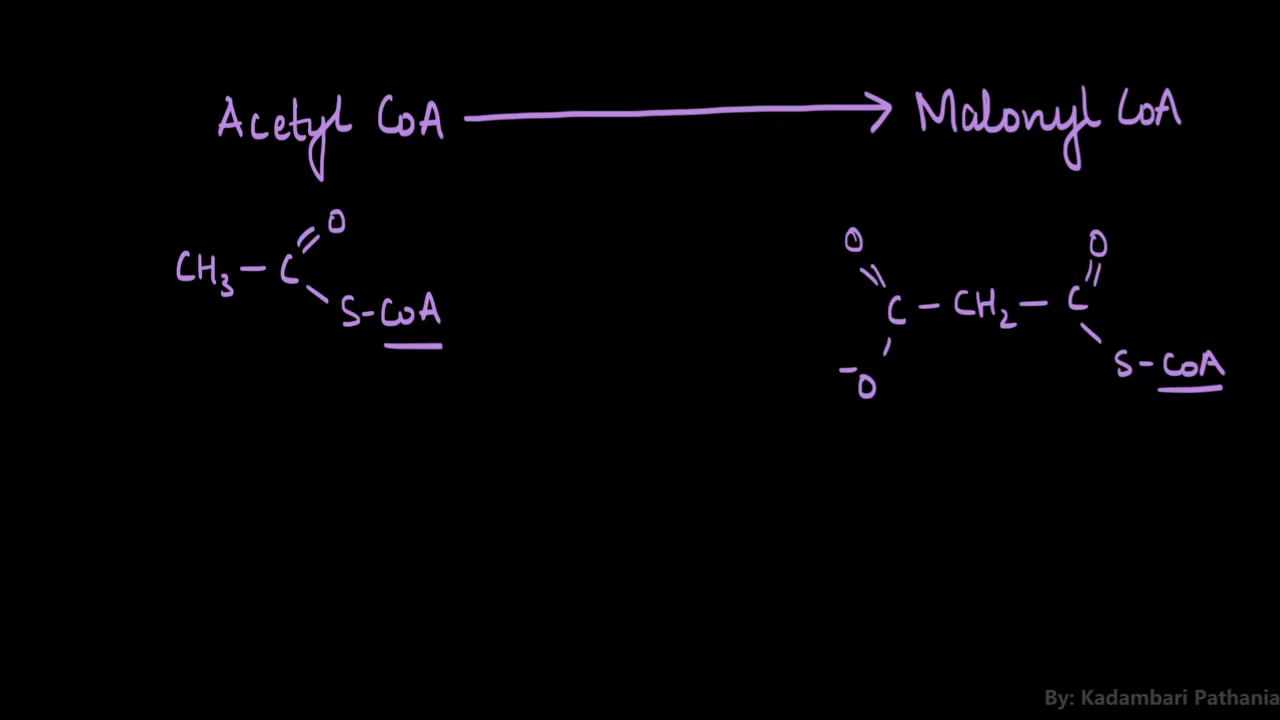 Acetyl CoA → Malonyl CoA
O
CH₃ – C
S-CoA
O O
C – CH₂ – C
S-CoA
⁻O
By: Kadambari Pathania